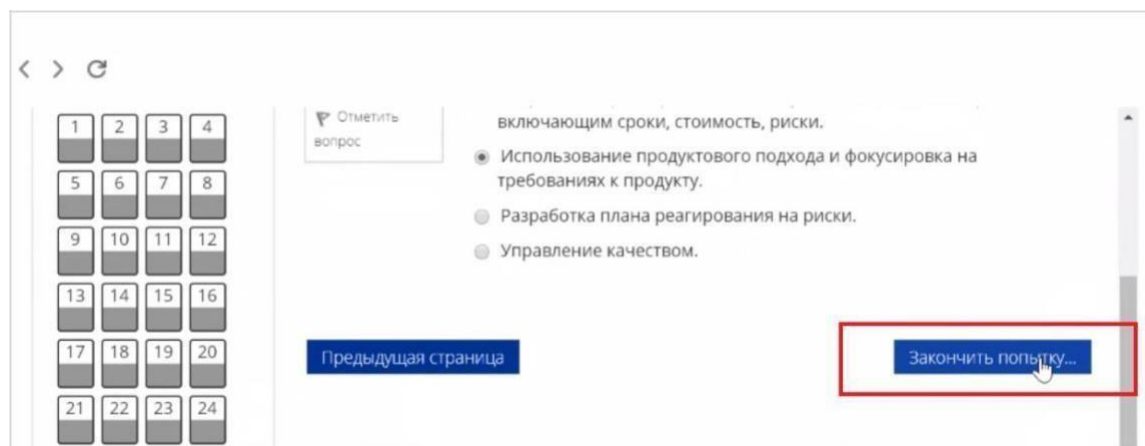 1 2 3 4
5 6 7 8
9 10 11 12
13 14 15 16
17 18 19 20
21 22 23 24
Отметить
вопрос
включающим сроки, стоимость, риски.
Использование продуктового подхода и фокусировка на
требованиях к продукту.
Разработка плана реагирования на риски.
Управление качеством.
Предыдущая страница
Закончить попытку...